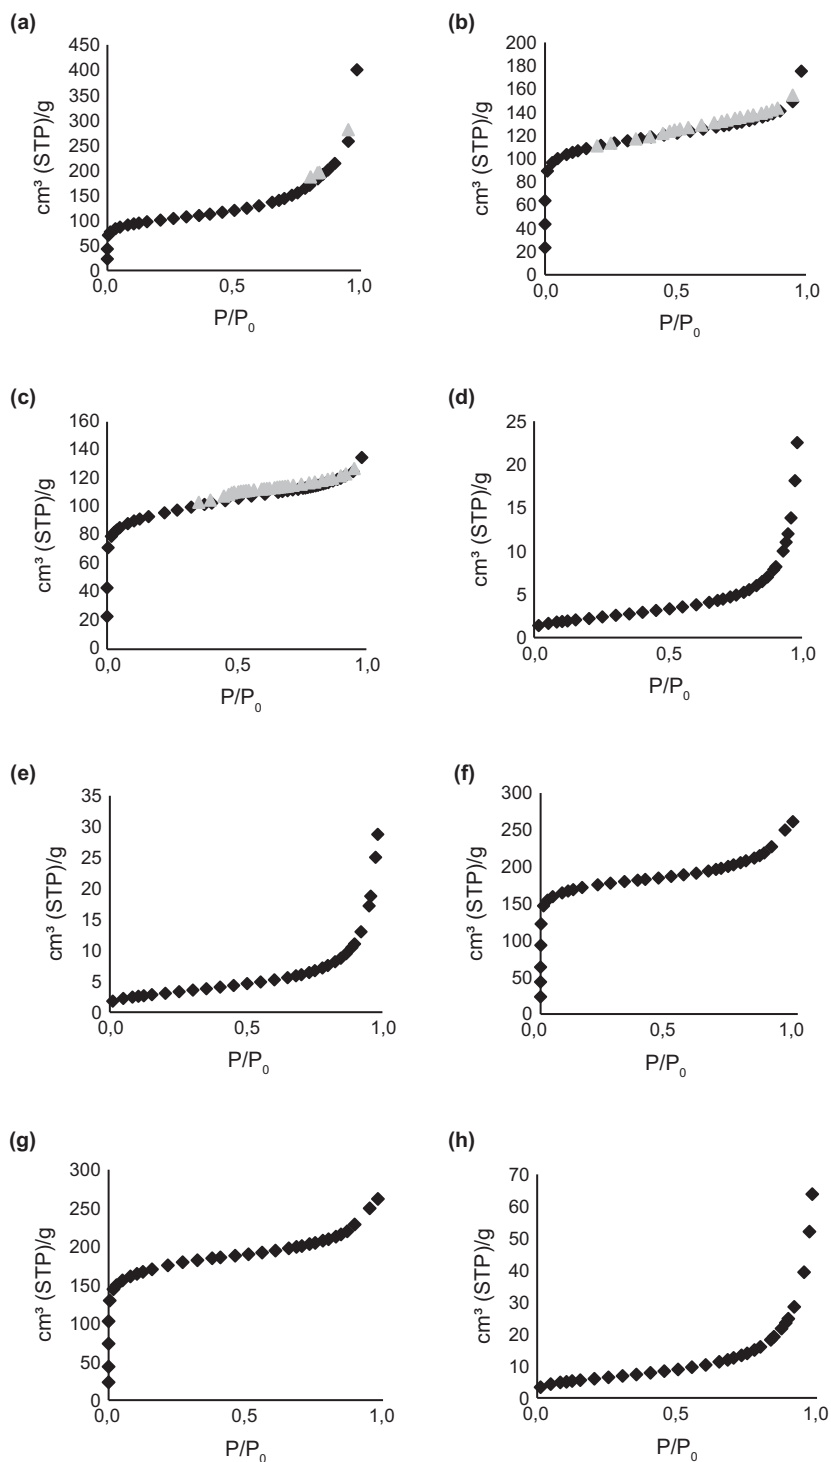 (a)
450
400
350
300
250
200
150
100
50
0
cm³ (STP)/g
0,0 0,5 1,0
P/P₀
(b)
200
180
160
140
120
100
80
60
40
20
0
cm³ (STP)/g
0,0 0,5 1,0
P/P₀
(c)
160
140
120
100
80
60
40
20
0
cm³ (STP)/g
0,0 0,5 1,0
P/P₀
(d)
25
20
15
10
5
0
cm³ (STP)/g
0,0 0,5 1,0
P/P₀
(e)
35
30
25
20
15
10
5
0
cm³ (STP)/g
0,0 0,5 1,0
P/P₀
(f)
300
250
200
150
100
50
0
cm³ (STP)/g
0,0 0,5 1,0
P/P₀
(g)
300
250
200
150
100
50
0
cm³ (STP)/g
0,0 0,5 1,0
P/P₀
(h)
70
60
50
40
30
20
10
0
cm³ (STP)/g
0,0 0,5 1,0
P/P₀